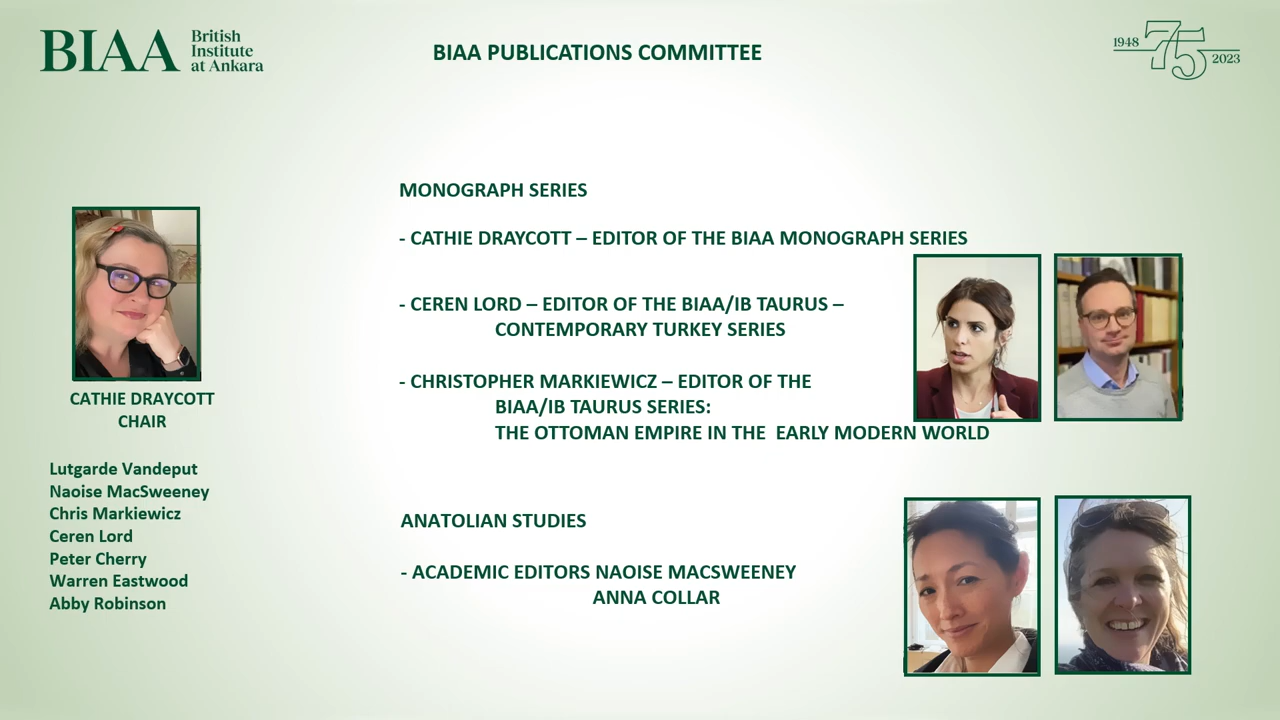 BIAA
British
Institute
at Ankara
BIAA PUBLICATIONS COMMITTEE
1948 75 2023
CATHIE DRAYCOTT
CHAIR
Lutgarde Vandeput
Naoise MacSweeney
Chris Markiewicz
Ceren Lord
Peter Cherry
Warren Eastwood
Abby Robinson
MONOGRAPH SERIES
- CATHIE DRAYCOTT – EDITOR OF THE BIAA MONOGRAPH SERIES
- CEREN LORD – EDITOR OF THE BIAA/IB TAURUS –
CONTEMPORARY TURKEY SERIES
- CHRISTOPHER MARKIEWICZ – EDITOR OF THE
BIAA/IB TAURUS SERIES:
THE OTTOMAN EMPIRE IN THE  EARLY MODERN WORLD
ANATOLIAN STUDIES
- ACADEMIC EDITORS NAOISE MACSWEENEY
ANNA COLLAR